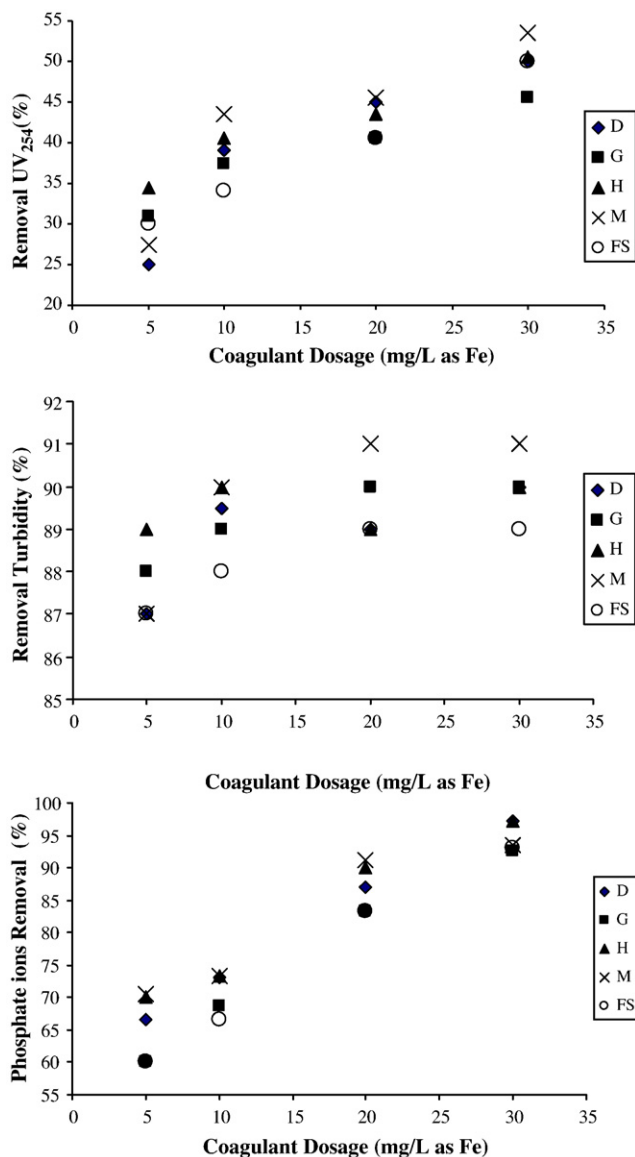 Removal UV254(%)
55
50
45
40
35
30
25
20
0 5 10 15 20 25 30 35
Coagulant Dosage (mg/L as Fe)
D
G
H
M
FS
Removal Turbidity (%)
92
91
90
89
88
87
86
85
0 5 10 15 20 25 30 35
Coagulant Dosage (mg/L as Fe)
D
G
H
M
FS
Phosphate ions Removal (%)
100
95
90
85
80
75
70
65
60
55
0 5 10 15 20 25 30 35
Coagulant Dosage (mg/L as Fe)
D
G
H
M
FS